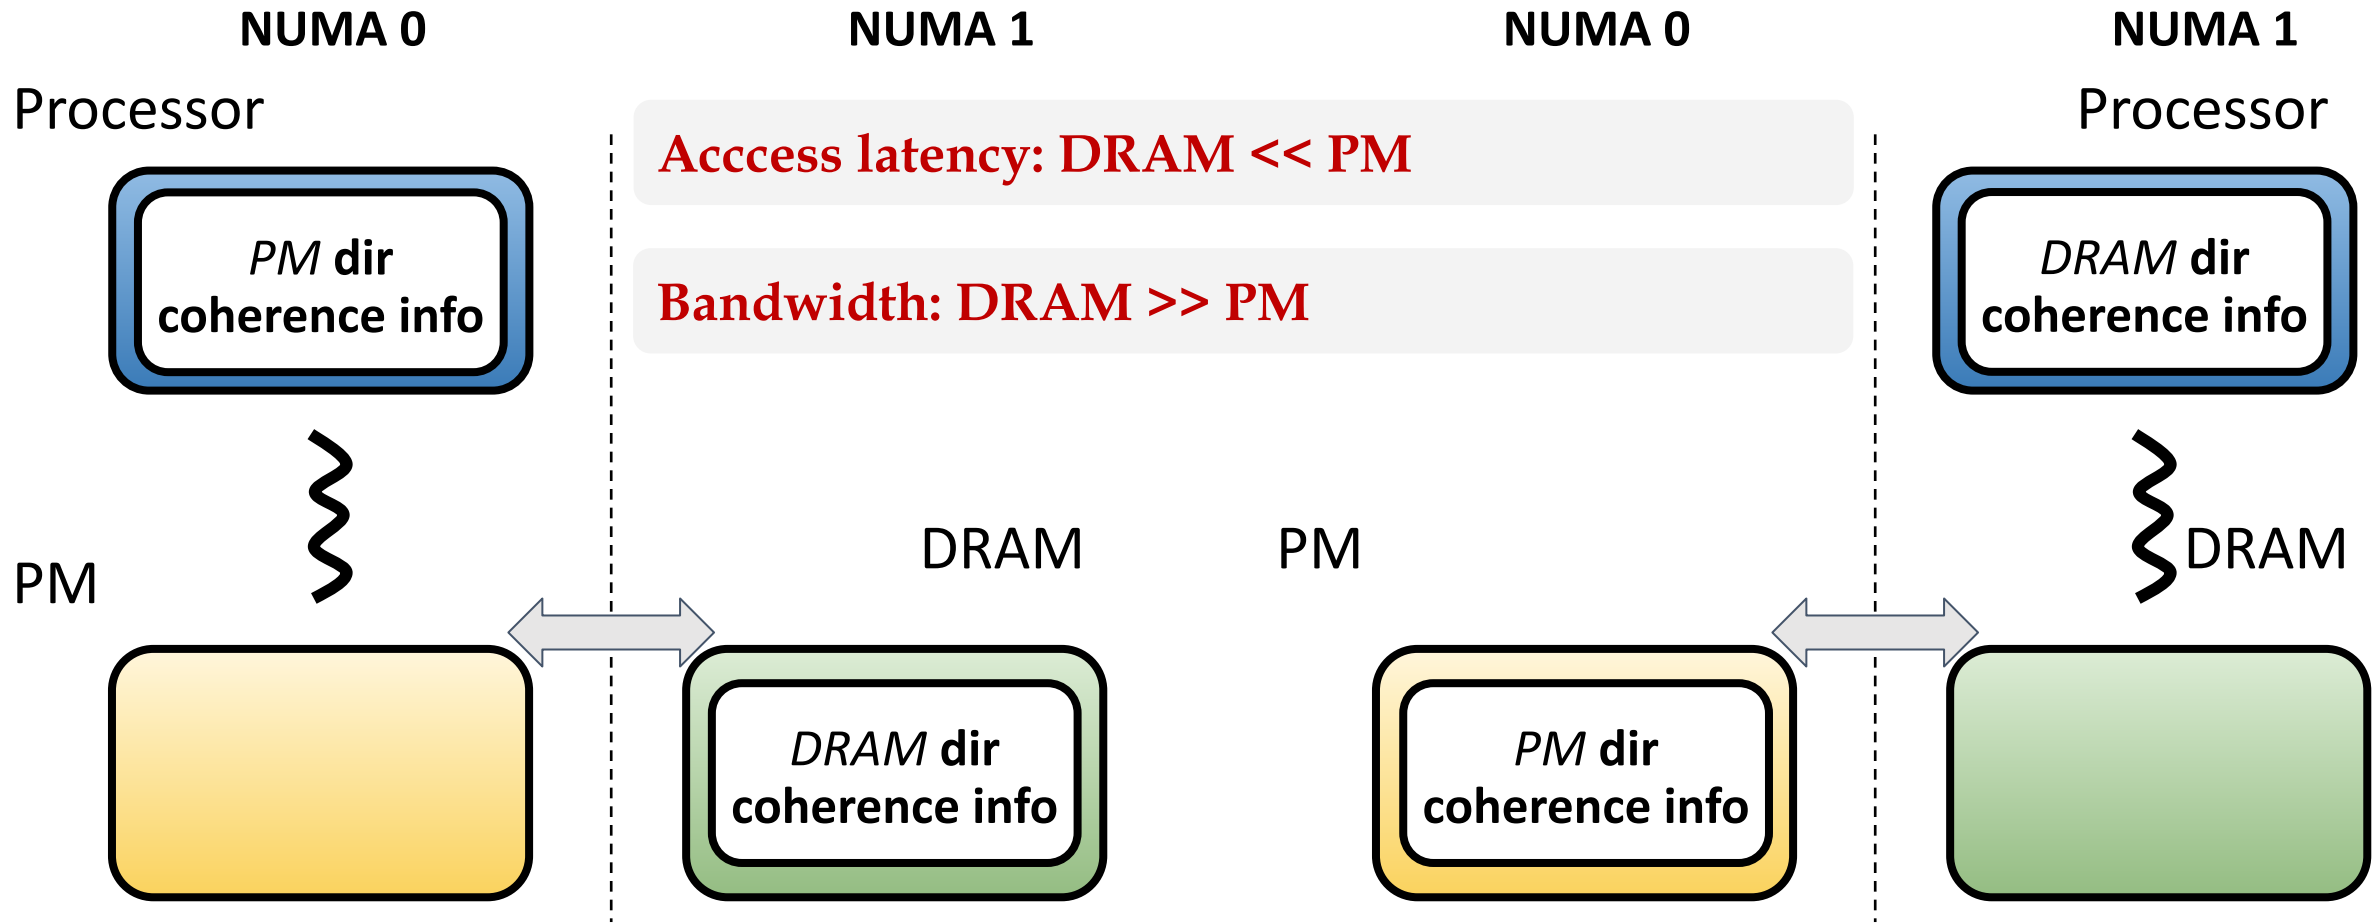 NUMA 0
NUMA 1
NUMA 0
NUMA 1
Processor
Processor
Acccess latency: DRAM << PM
Bandwidth: DRAM >> PM
PM dir
coherence info
DRAM dir
coherence info
PM
DRAM
PM
DRAM
DRAM dir
coherence info
PM dir
coherence info